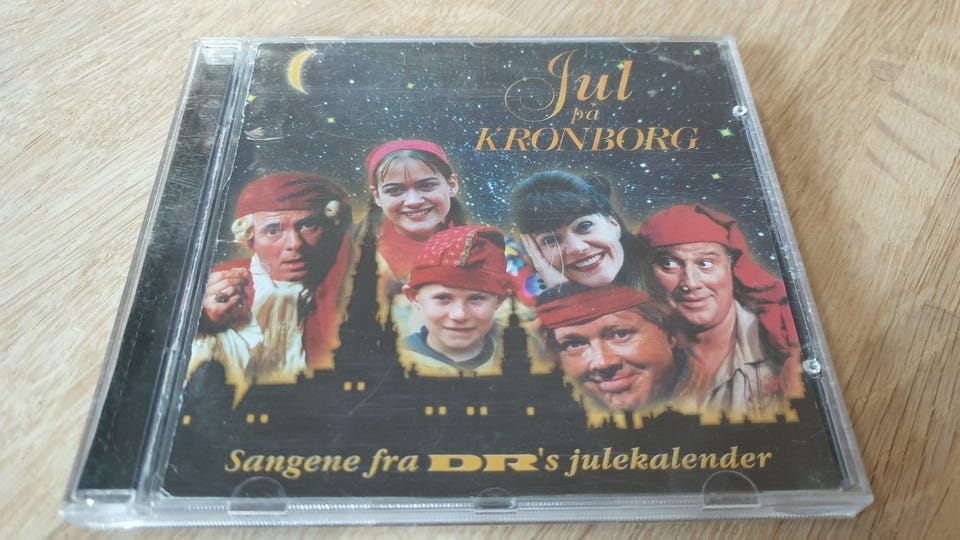 Jul
på
KRONBORG
Sangene fra DR's julekalender